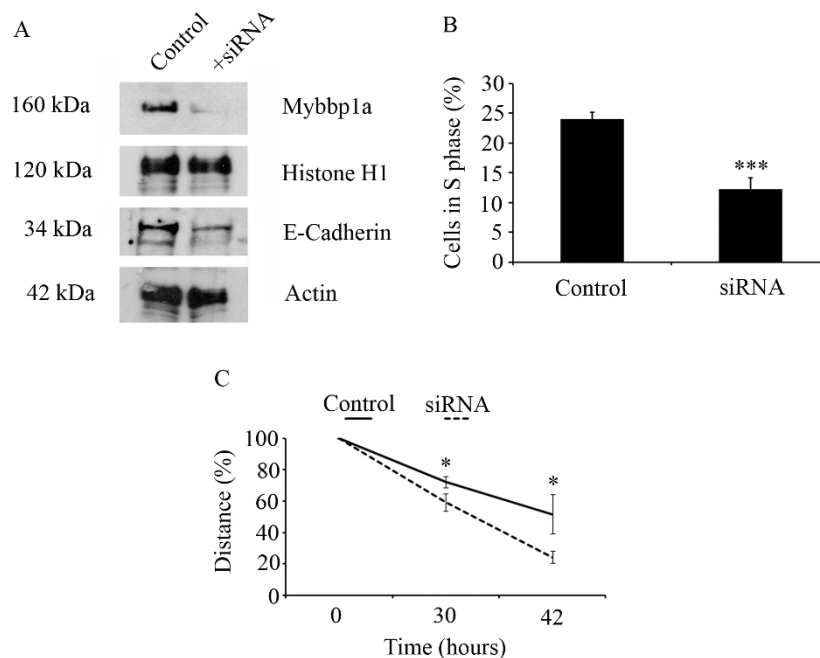 A
Control
+siRNA
160 kDa
Mybbp1a
120 kDa
Histone H1
34 kDa
E-Cadherin
42 kDa
Actin
B
Cells in S phase (%)
30
25
20
15
10
5
0
***
Control
siRNA
C
Control
siRNA
Distance (%)
100
80
60
40
20
0
*
*
0
30
42
Time (hours)